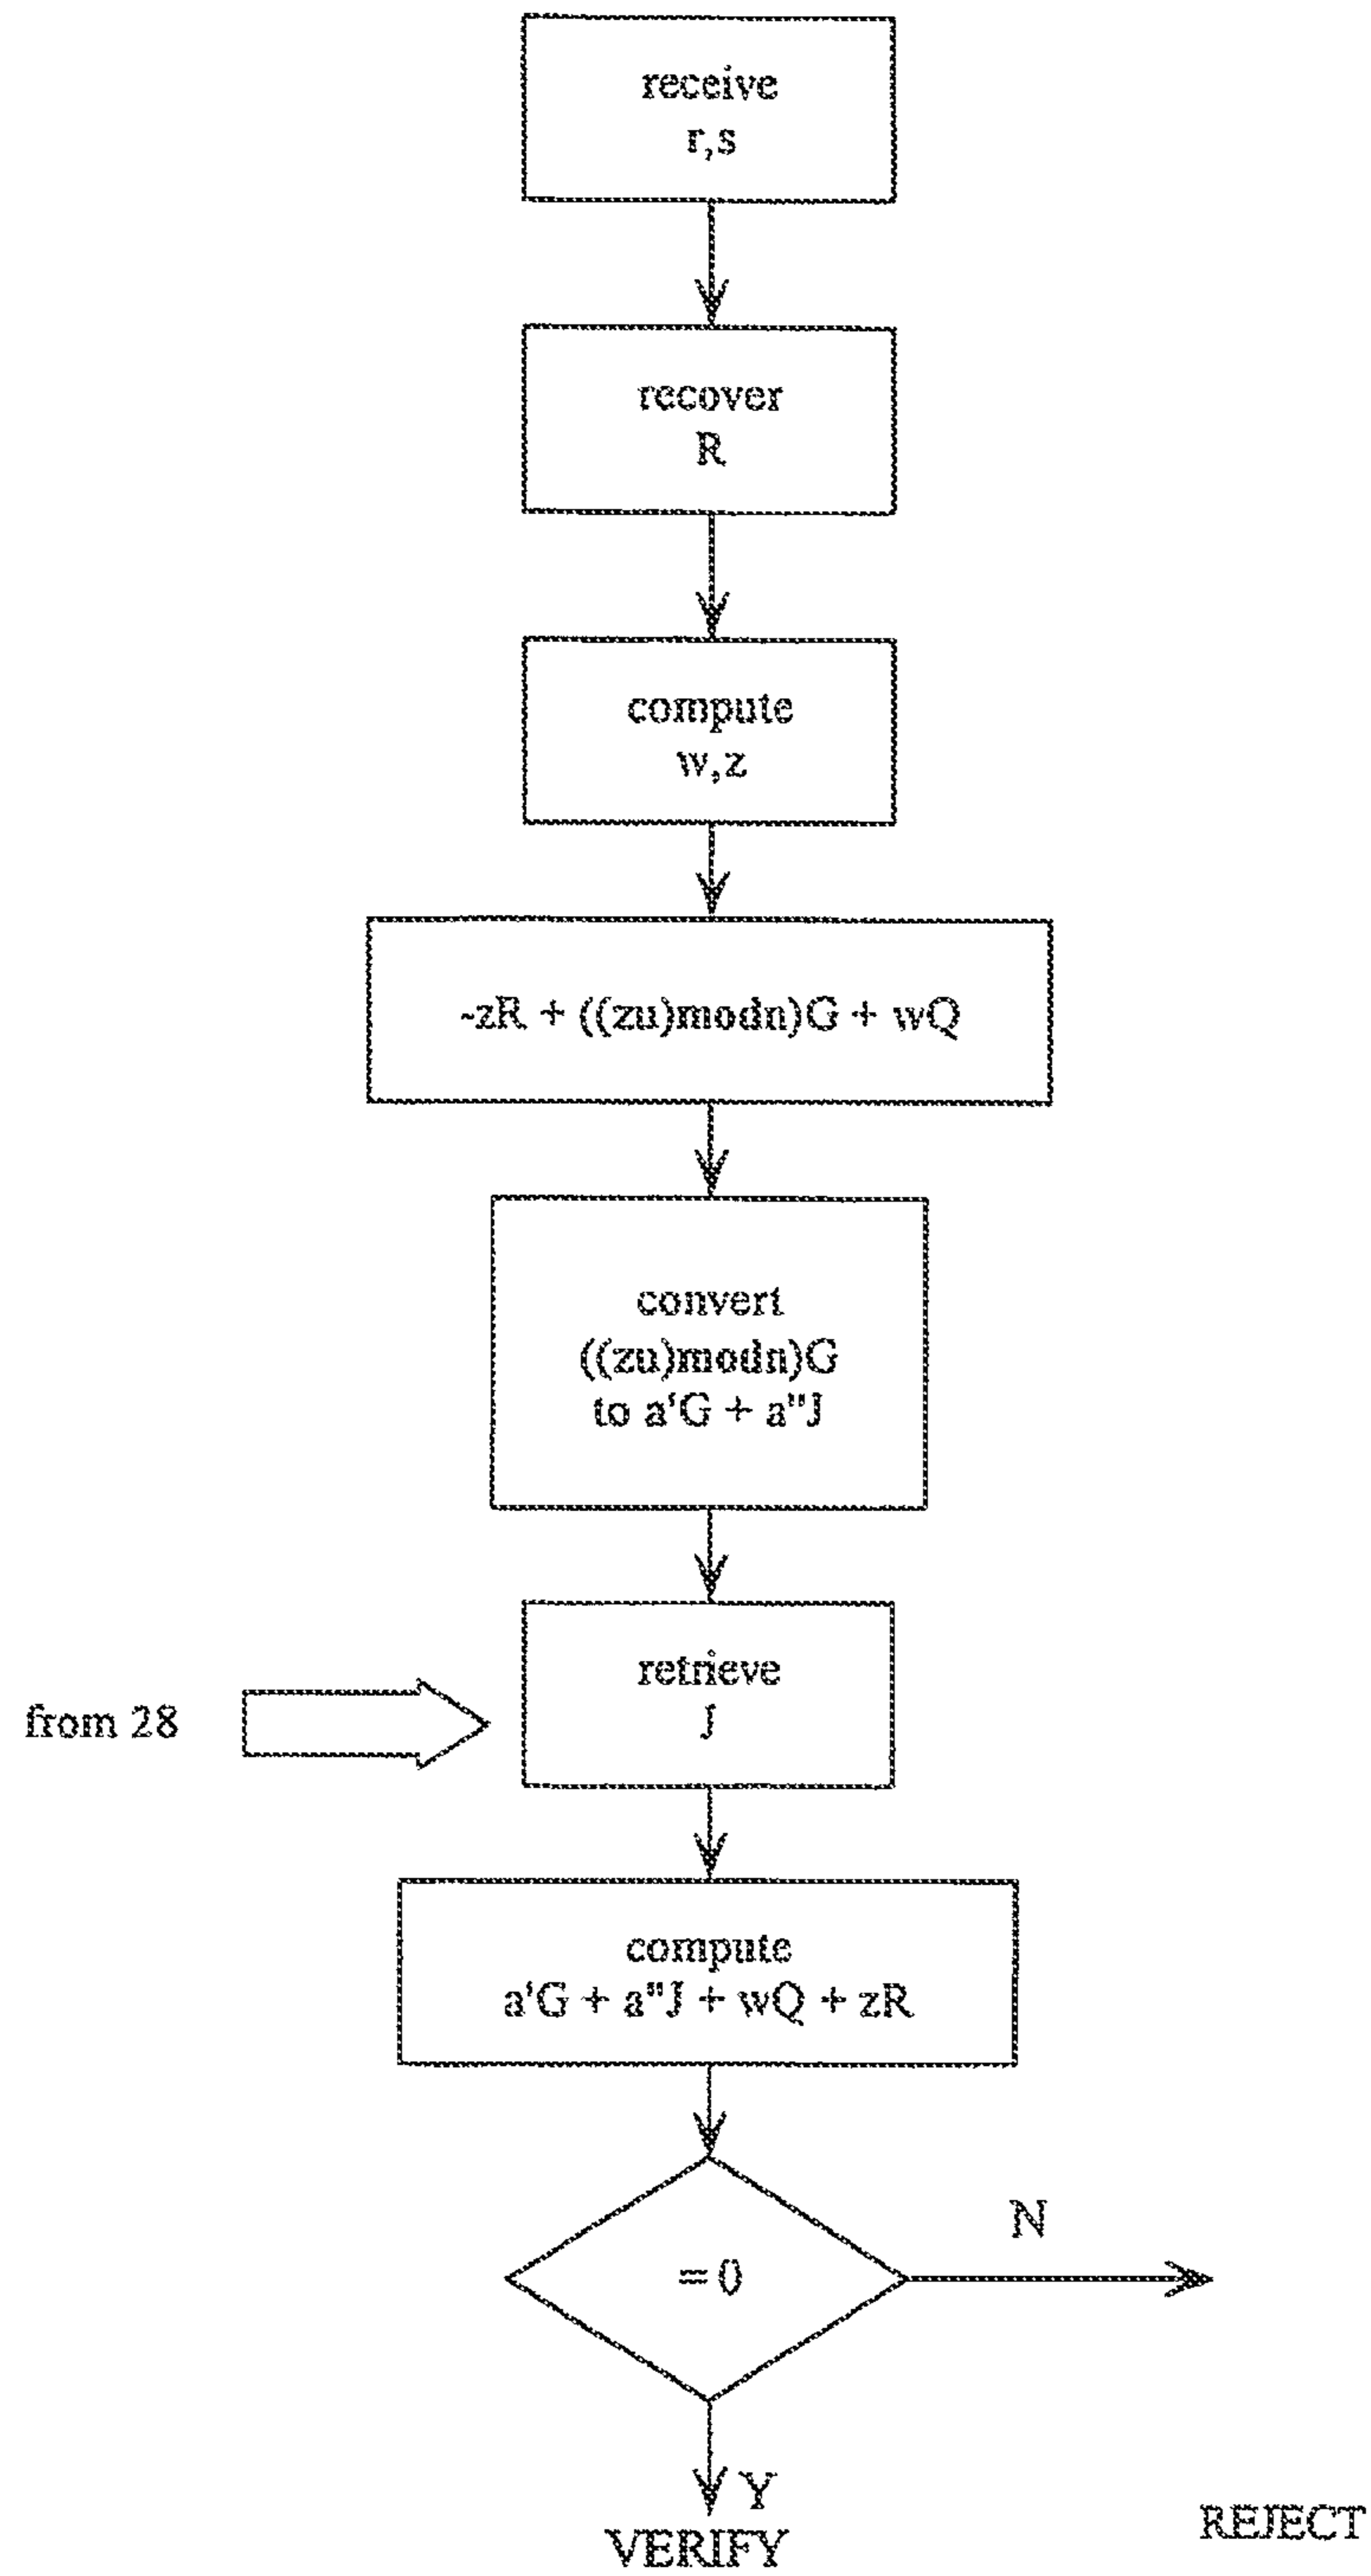 receive
r,s
recover
R
compute
w,z
-zR + ((zu)modn)G + wQ
convert
((zu)modn)G
to a'G + a"J
from 28
retrieve
J
compute
a'G + a"J + wQ + zR
= 0
N
Y
VERIFY
REJECT